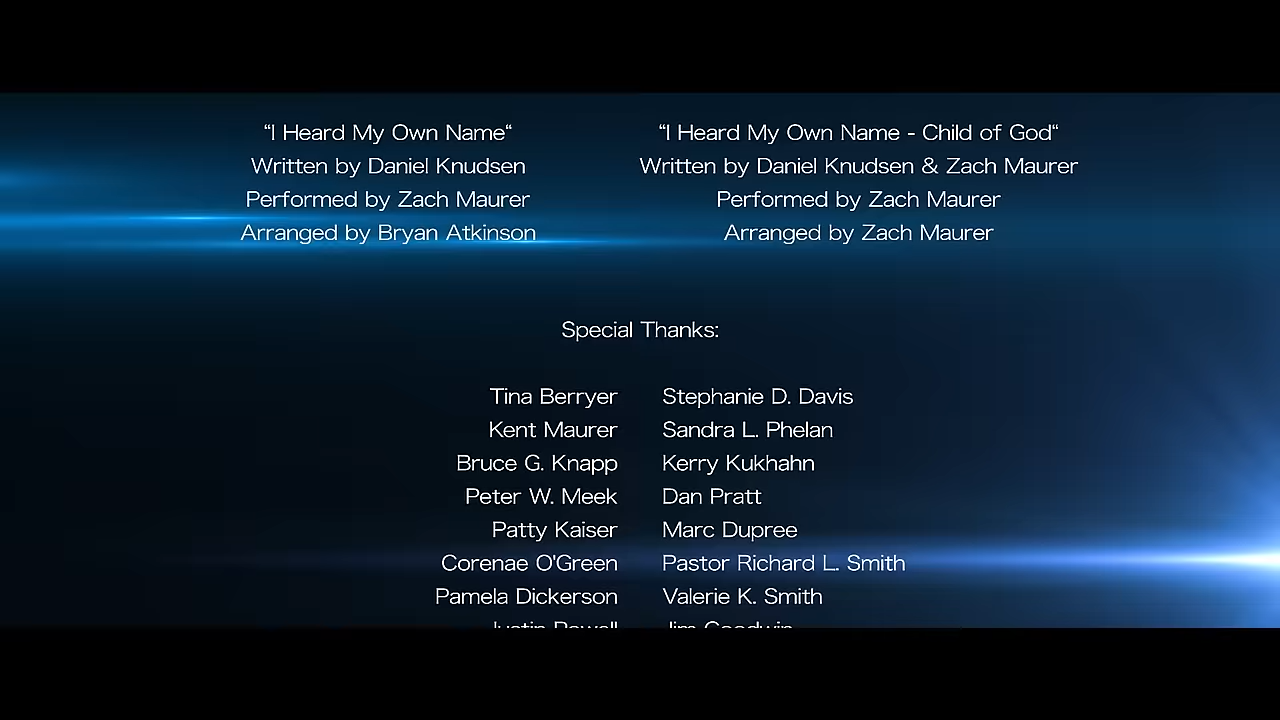 “I Heard My Own Name“
Written by Daniel Knudsen
Performed by Zach Maurer
Arranged by Bryan Atkinson
“I Heard My Own Name - Child of God“
Written by Daniel Knudsen & Zach Maurer
Performed by Zach Maurer
Arranged by Zach Maurer
Special Thanks:
Tina Berryer Stephanie D. Davis
Kent Maurer Sandra L. Phelan
Bruce G. Knapp Kerry Kukhahn
Peter W. Meek Dan Pratt
Patty Kaiser Marc Dupree
Corenae O'Green Pastor Richard L. Smith
Pamela Dickerson Valerie K. Smith